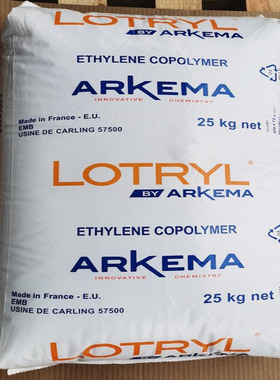 LOTRYL
BY ARKEMA
ETHYLENE COPOLYMER
ARKEMA
INNOVATIVE CHEMISTRY
Made in France - E.U.
EMB
USINE DE CARLING 57500
25 kg net
LOTRYL
BY ARKEMA
ETHYLENE COPOLYMER
ARKEMA
INNOVATIVE CHEMISTRY
Made in France - E.U.
EMB
USINE DE CARLING 57500
25 kg net
LOTRYL
BY ARKEMA